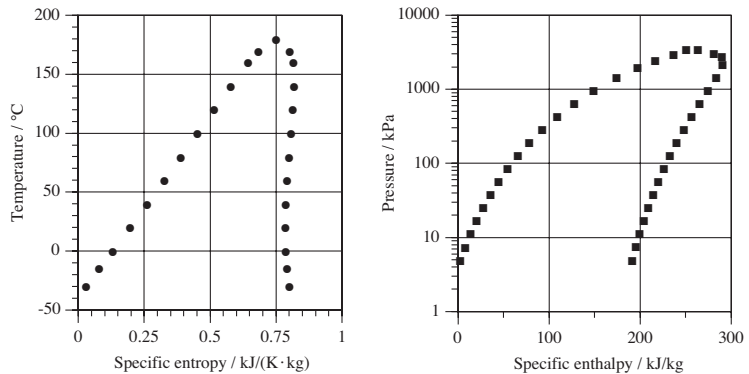 200
150
100
50
0
-50
0 0.25 0.5 0.75 1
Temperature / °C
Specific entropy / kJ/(K·kg)
10000
1000
100
10
1
0 100 200 300
Pressure / kPa
Specific enthalpy / kJ/kg